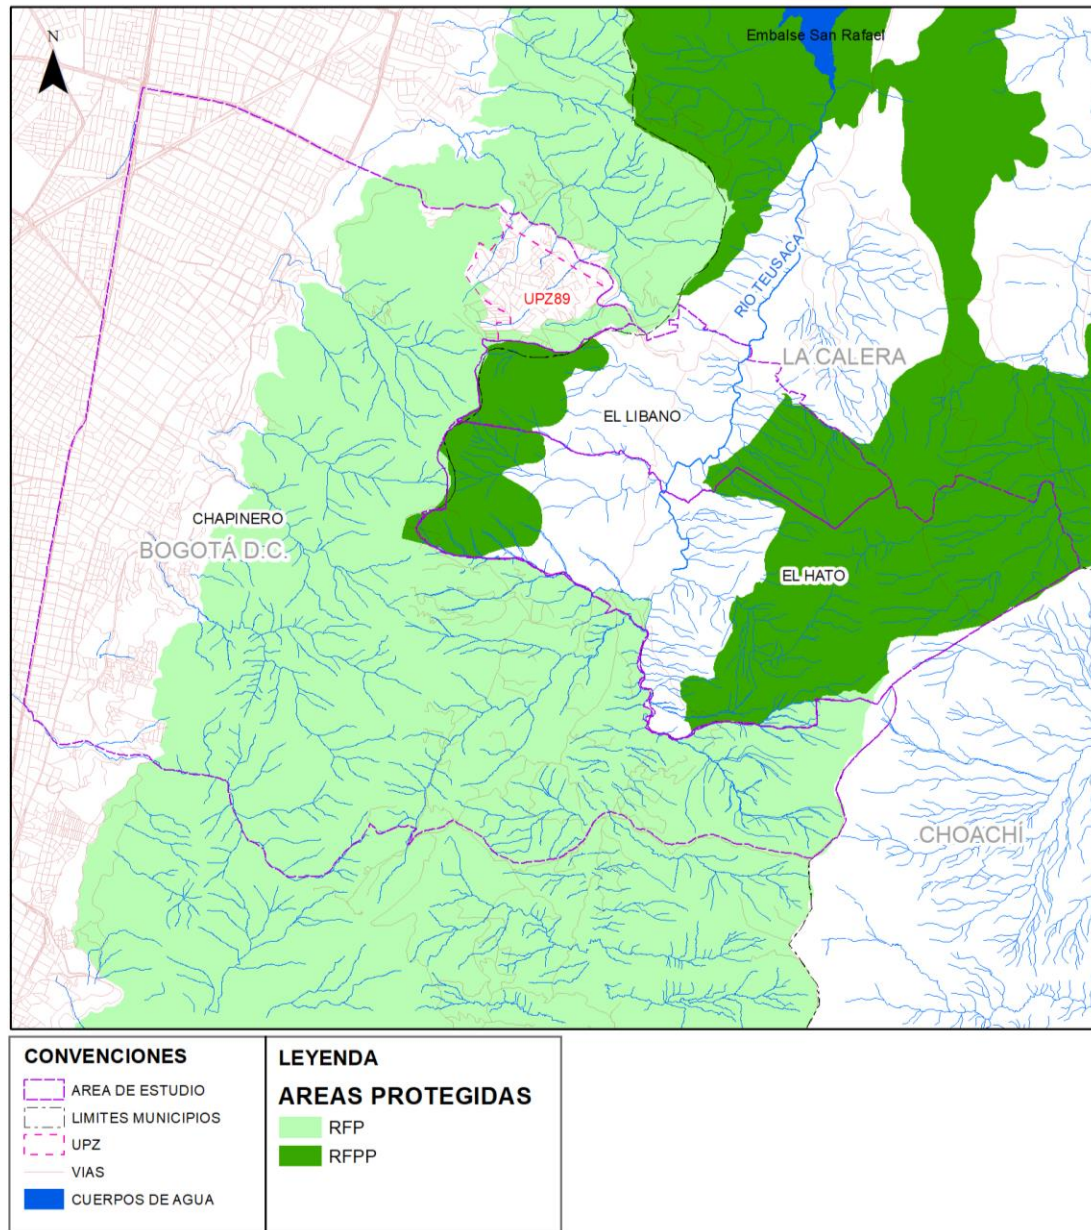 N
Embalse San Rafael
RIO TEUSACA
UPZ89
LA CALERA
EL LIBANO
CHAPINERO
BOGOTÁ D.C.
EL HATO
CHOACHÍ
CONVENCIONES
AREA DE ESTUDIO
LIMITES MUNICIPIOS
UPZ
VIAS
CUERPOS DE AGUA
LEYENDA
AREAS PROTEGIDAS
RFP
RFPP